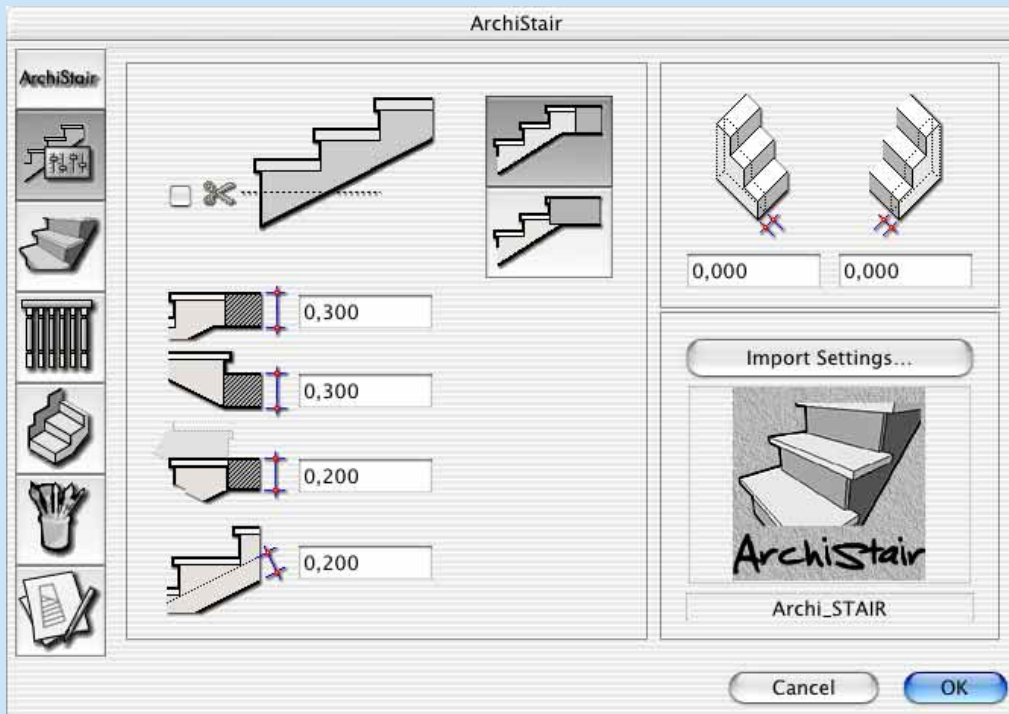 ArchiStair
ArchiStair
0,000
0,000
0,300
0,300
0,200
0,200
Import Settings...
ArchiStair
Archi_STAIR
Cancel
OK